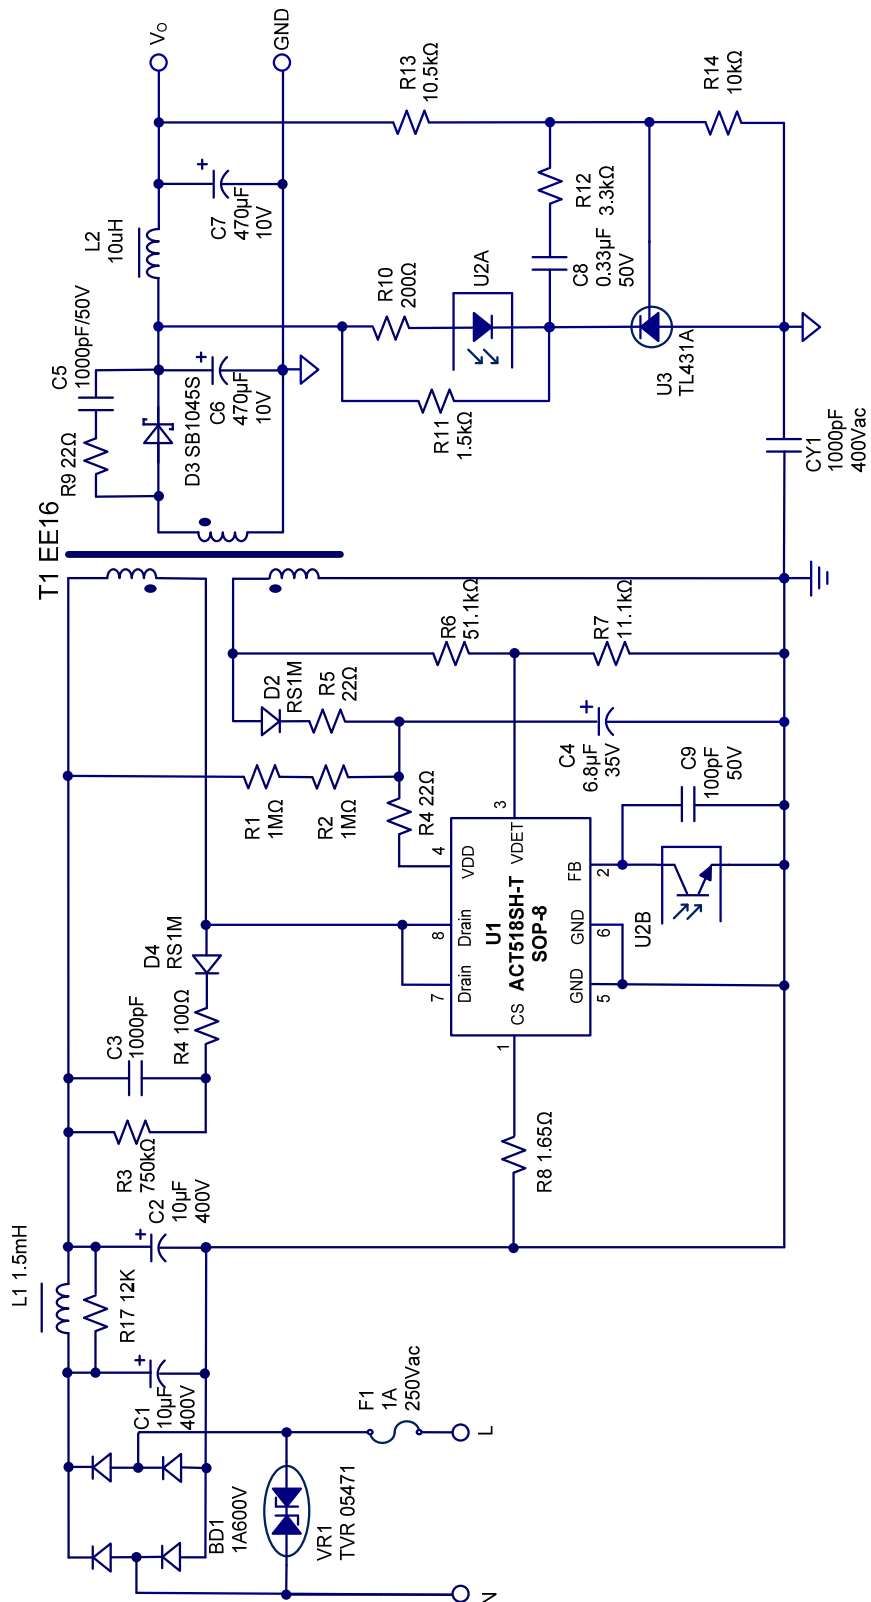 L1 1.5mH
R17 12K
C1
10µF
400V
C2
10µF
400V
BD1
1A600V
VR1
TVR 05471
F1
1A
250Vac
L
N
R3
750kΩ
C3
1000pF
R4 100Ω
D4
RS1M
R8 1.65Ω
T1 EE16
R1
1MΩ
R2
1MΩ
D2
RS1M
R5
22Ω
R4 22Ω
R6
51.1kΩ
R7
11.1kΩ
C4
6.8µF
35V
C9
100pF
50V
U2B
U1
ACT518SH-T
SOP-8
7
Drain
8
Drain
4
VDD
3
VDET
1
CS
5
GND
6
GND
2
FB
R9 22Ω
C5
1000pF/50V
D3 SB1045S
C6
470µF
10V
L2
10uH
C7
470µF
10V
VO
GND
R10
200Ω
R11
1.5kΩ
U2A
C8
0.33µF
50V
R12
3.3kΩ
R13
10.5kΩ
R14
10kΩ
U3
TL431A
CY1
1000pF
400Vac